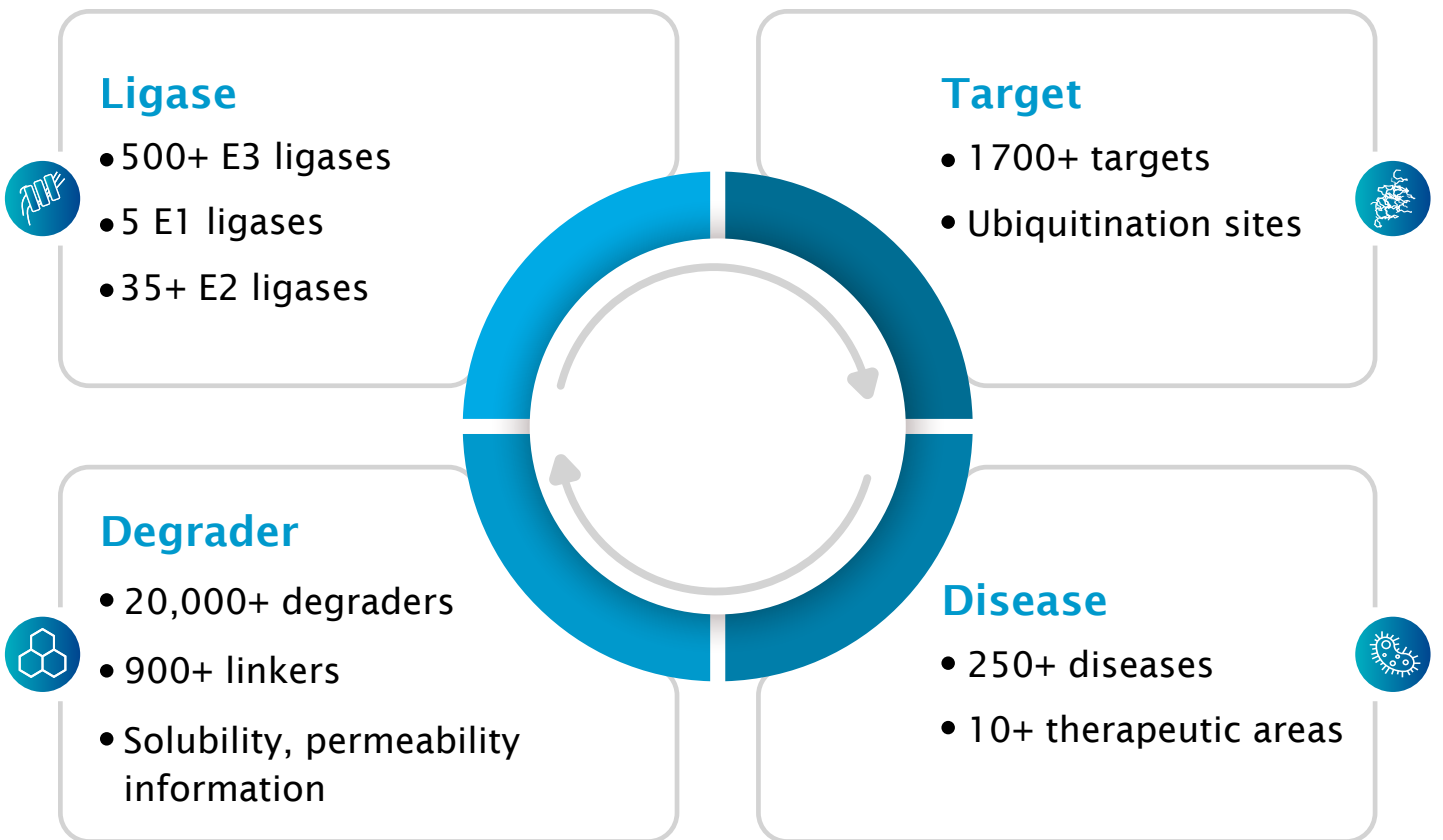 Ligase
• 500+ E3 ligases
• 5 E1 ligases
• 35+ E2 ligases
Target
• 1700+ targets
• Ubiquitination sites
Degrader
• 20,000+ degraders
• 900+ linkers
• Solubility, permeability
information
Disease
• 250+ diseases
• 10+ therapeutic areas